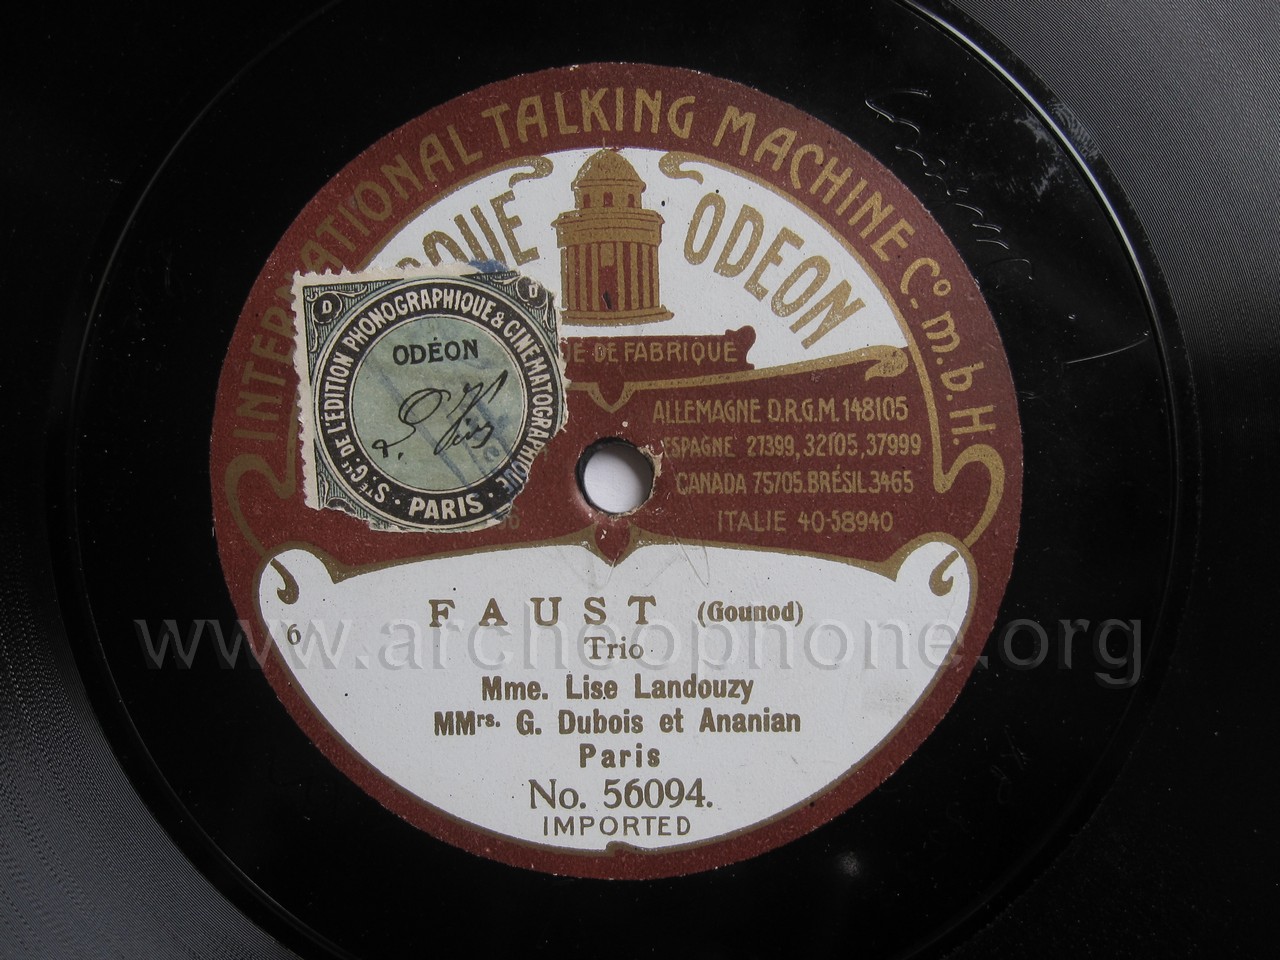 INTERNATIONAL TALKING MACHINE Co. m. b. H.
ODEON
DE FABRIQUE
D D
STé Gle DE L'ÉDITION PHONOGRAPHIQUE & CINÉMATOGRAPHIQUE
· PARIS ·
ODÉON
ALLEMAGNE D.R.G.M. 148105
ESPAGNE 27399, 32105, 37999
CANADA 75705. BRÉSIL 3465
ITALIE 40-58940
FAUST (Gounod)
6
Trio
Mme. Lise Landouzy
MMrs. G. Dubois et Ananian
Paris
No. 56094.
IMPORTED
www.archeophone.org